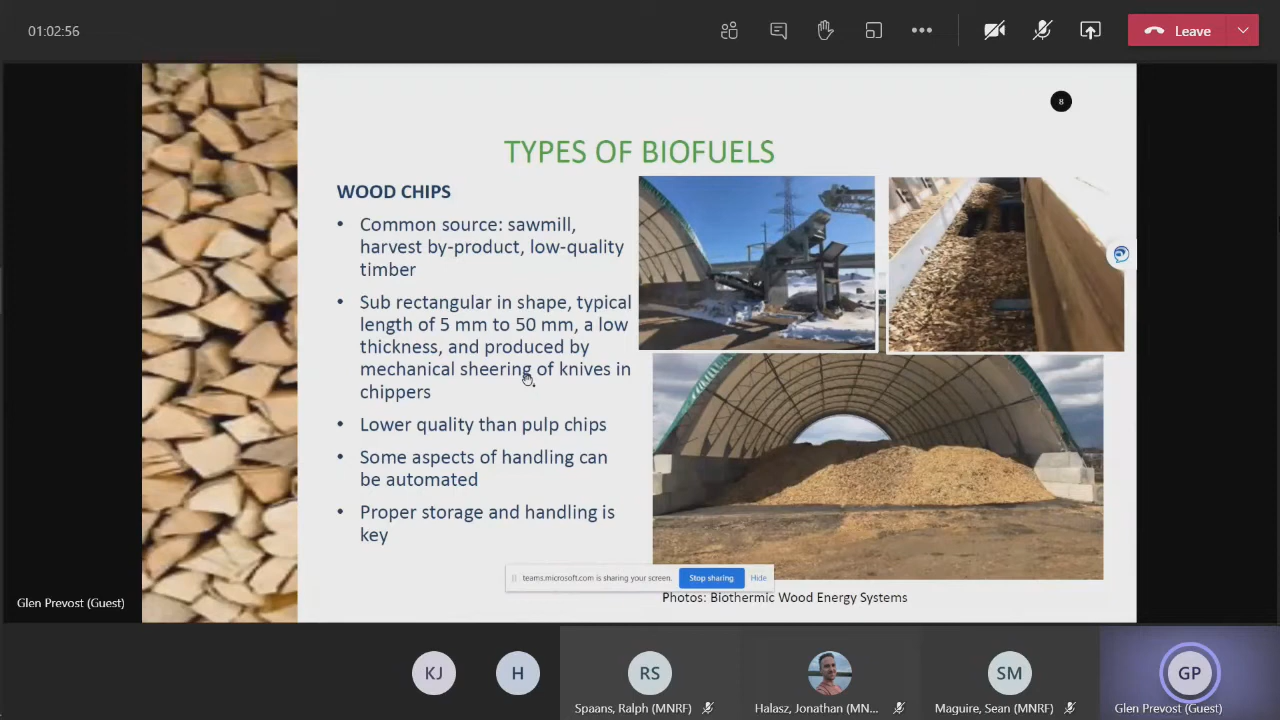 01:02:56
Leave
8
TYPES OF BIOFUELS
WOOD CHIPS
• Common source: sawmill,
harvest by-product, low-quality
timber
• Sub rectangular in shape, typical
length of 5 mm to 50 mm, a low
thickness, and produced by
mechanical sheering of knives in
chippers
• Lower quality than pulp chips
• Some aspects of handling can
be automated
• Proper storage and handling is
key
teams.microsoft.com is sharing your screen.
Stop sharing
Hide
Photos: Biothermic Wood Energy Systems
Glen Prevost (Guest)
KJ
H
RS
SM
GP
Spaans, Ralph (MNRF)
Halasz, Jonathan (MN...
Maguire, Sean (MNRF)
Glen Prevost (Guest)